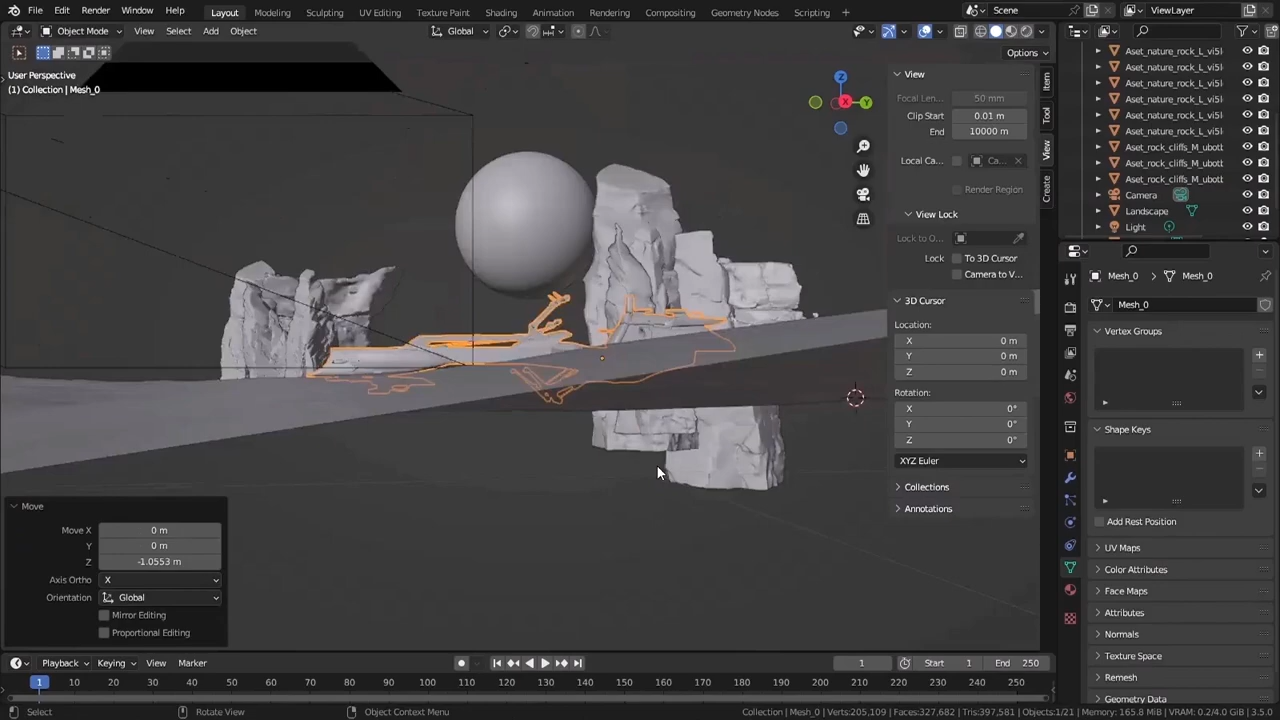 File Edit Render Window Help Layout Modeling Sculpting UV Editing Texture Paint Shading Animation Rendering Compositing Geometry Nodes Scripting + Scene ViewLayer
Object Mode View Select Add Object Global
Options
User Perspective
(1) Collection | Mesh_0
Z
X
Y
View
Focal Len... 50 mm
Clip Start 0.01 m
End 10000 m
Local Ca... Ca...
Render Region
View Lock
Lock to O...
Lock To 3D Cursor
Camera to V...
3D Cursor
Location:
X 0 m
Y 0 m
Z 0 m
Rotation:
X 0°
Y 0°
Z 0°
XYZ Euler
Collections
Annotations
Item
Tool
View
Create
Aset_nature_rock_L_vi5l
Aset_nature_rock_L_vi5l
Aset_nature_rock_L_vi5l
Aset_nature_rock_L_vi5l
Aset_nature_rock_L_vi5l
Aset_nature_rock_L_vi5l
Aset_rock_cliffs_M_ubott
Aset_rock_cliffs_M_ubott
Aset_rock_cliffs_M_ubott
Camera
Landscape
Light
Mesh_0 Mesh_0
Mesh_0
Vertex Groups
Shape Keys
Add Rest Position
UV Maps
Color Attributes
Face Maps
Attributes
Normals
Texture Space
Remesh
Geometry Data
Move
Move X 0 m
Y 0 m
Z -1.0553 m
Axis Ortho X
Orientation Global
Mirror Editing
Proportional Editing
Playback Keying View Marker 1 Start 1 End 250
1 10 20 30 40 50 60 70 80 90 100 110 120 130 140 150 160 170 180 190 200 210 220 230 240 250
Select Rotate View Object Context Menu Collection | Mesh_0 | Verts:205,109 | Faces:327,682 | Tris:397,581 | Objects:1/21 | Memory: 165.8 MiB | VRAM: 0.2/4.0 GiB | 3.5.0